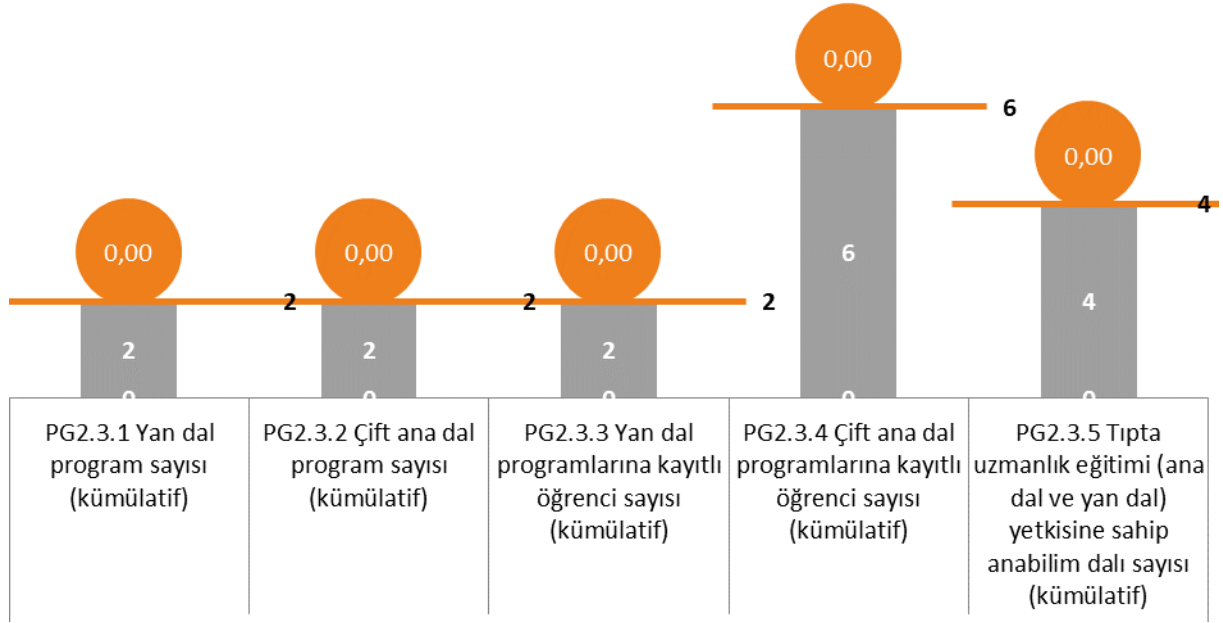 0,00
6
0,00
4
0,00
0,00
0,00
6
4
2
2
2
2
2
2
0
0
0
0
0
PG2.3.1 Yan dal
program sayısı
(kümülatif)
PG2.3.2 Çift ana dal
program sayısı
(kümülatif)
PG2.3.3 Yan dal
programlarına kayıtlı
öğrenci sayısı
(kümülatif)
PG2.3.4 Çift ana dal
programlarına kayıtlı
öğrenci sayısı
(kümülatif)
PG2.3.5 Tıpta
uzmanlık eğitimi (ana
dal ve yan dal)
yetkisine sahip
anabilim dalı sayısı
(kümülatif)